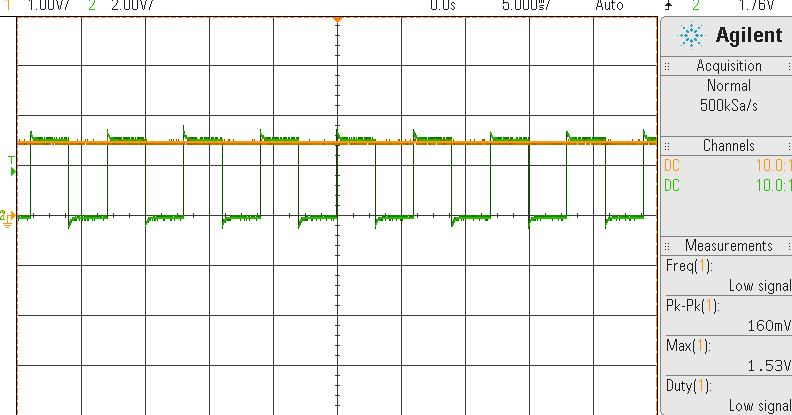 1 1.00V/ 2 2.00V/ 0.0s 5.000ms/ Auto 2 1.76V
Agilent
Acquisition
Normal
500kSa/s
Channels
DC 10.0:1
DC 10.0:1
Measurements
Freq(1):
Low signal
Pk-Pk(1):
160mV
Max(1):
1.53V
Duty(1):
Low signal
T
2